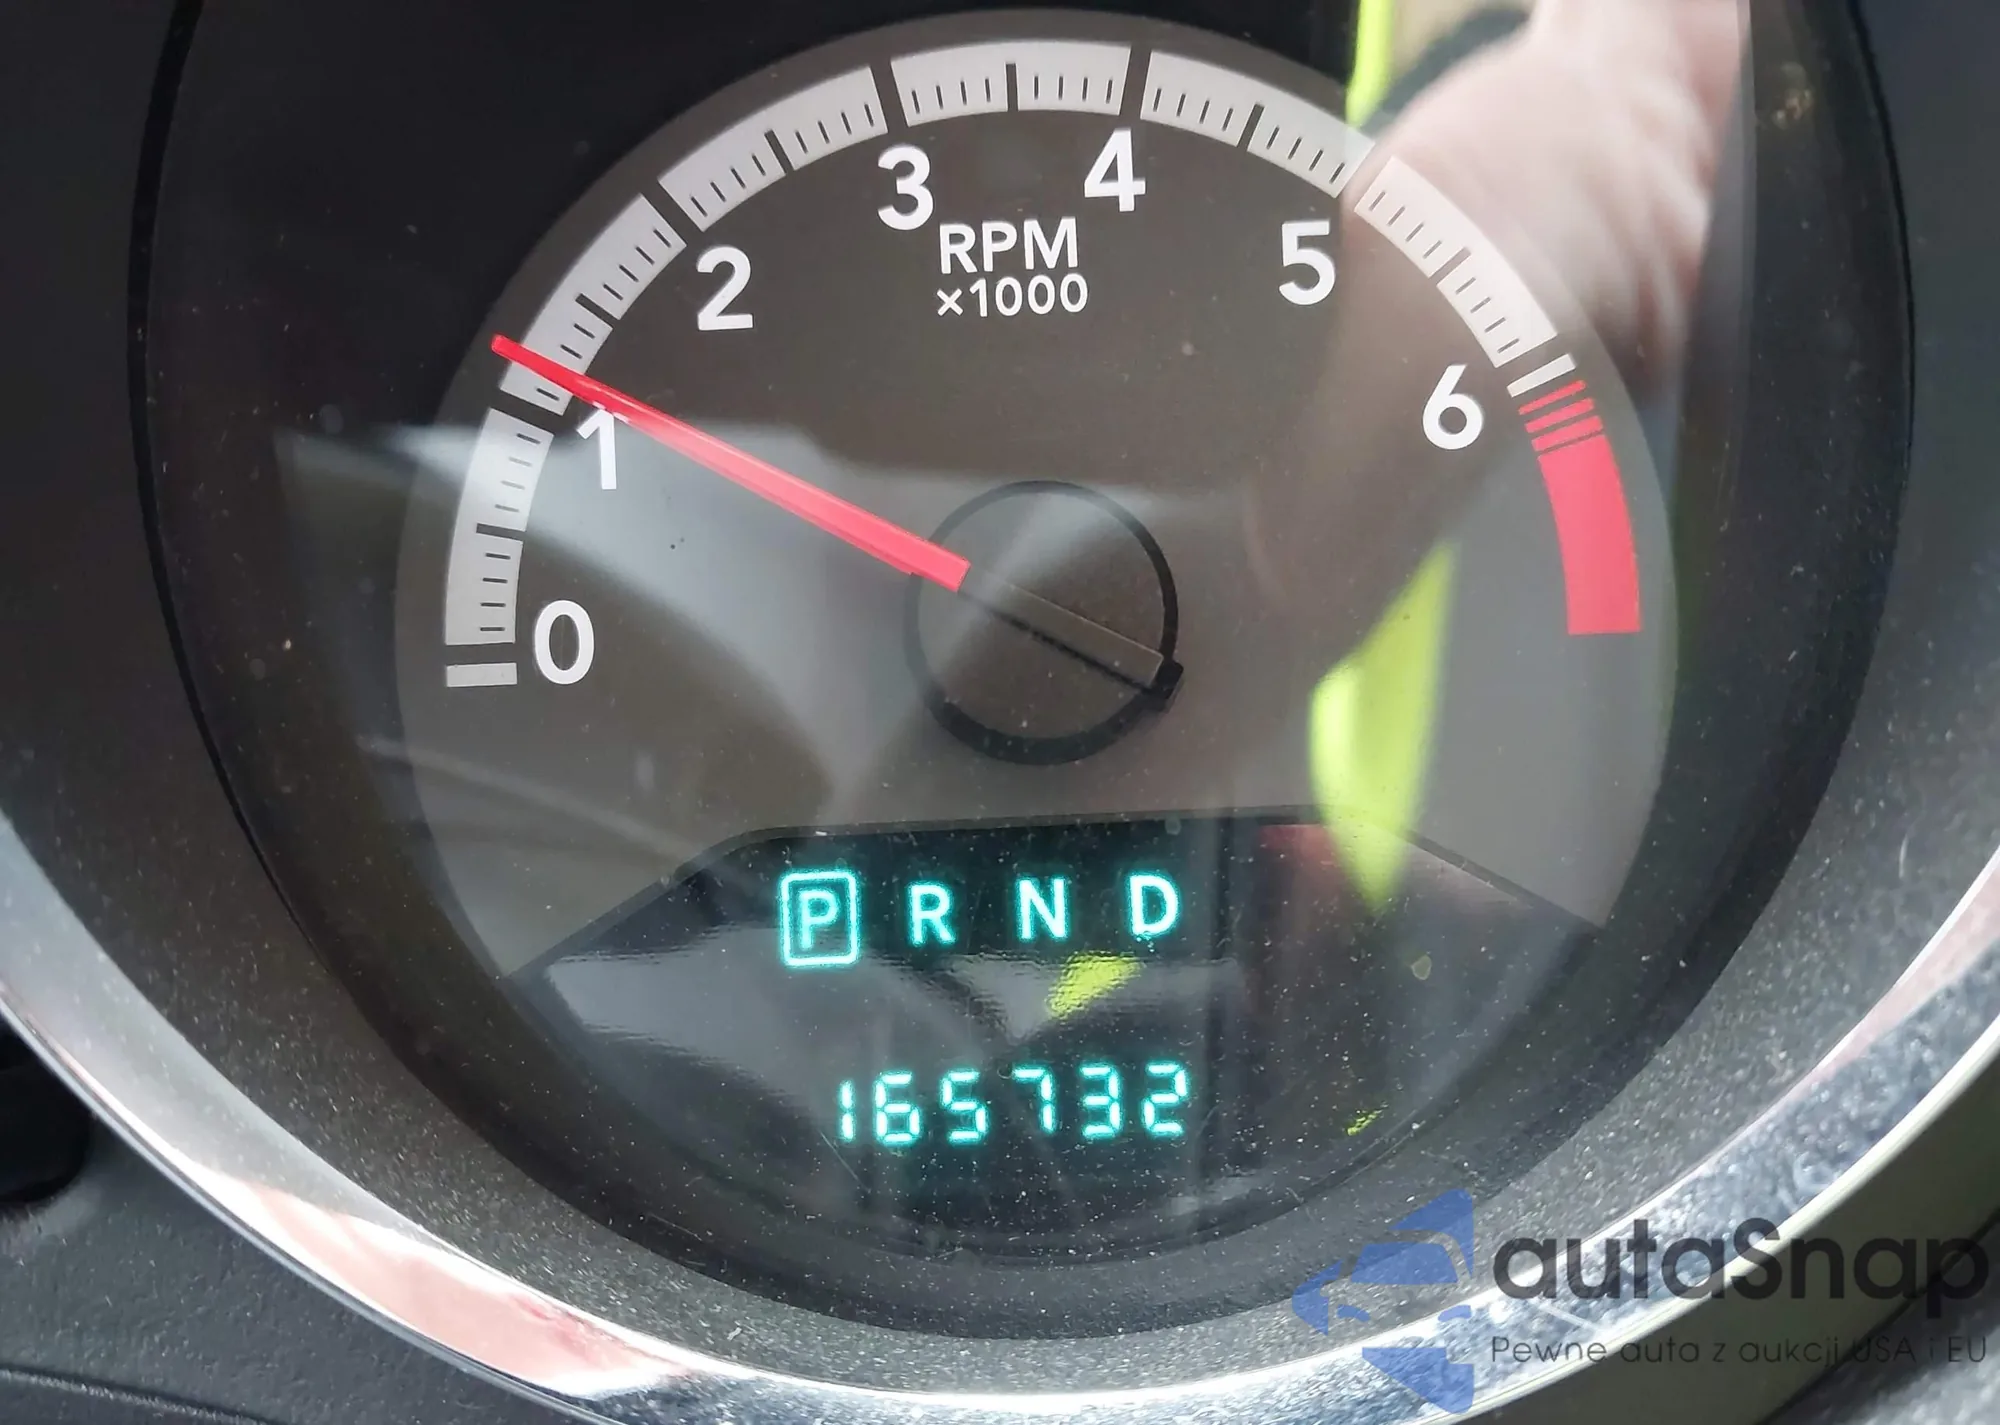 0 1 2 3 4 5 6
RPM
×1000
P R N D
165732
autaSnap
Pewne auta z aukcji USA i EU